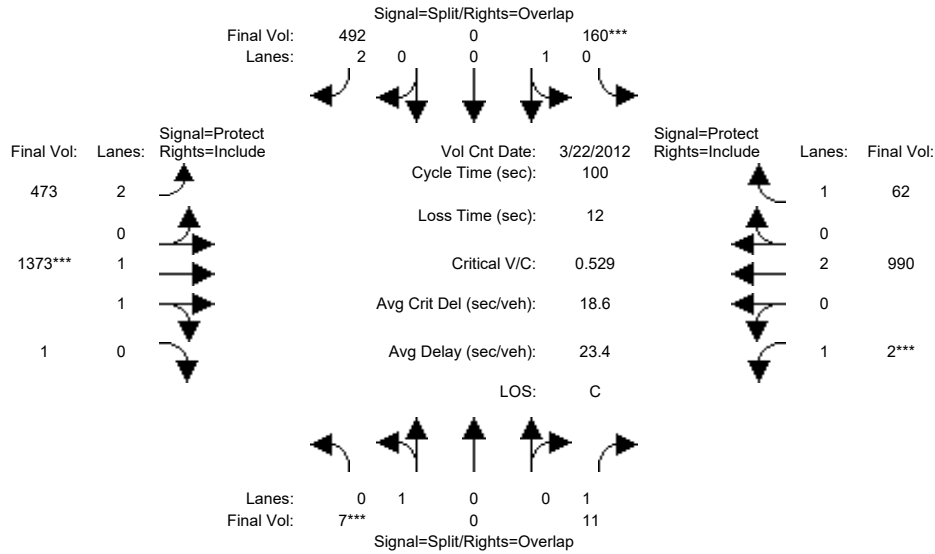 Signal=Split/Rights=Overlap
Final Vol: 492 0 160***
Lanes: 2 0 0 1 0
Signal=Protect
Final Vol: Lanes: Rights=Include
Vol Cnt Date: 3/22/2012
Signal=Protect
Rights=Include Lanes: Final Vol:
Cycle Time (sec): 100
473 2
1 62
Loss Time (sec): 12
0
0
1373*** 1
Critical V/C: 0.529
2 990
1
Avg Crit Del (sec/veh): 18.6
0
1 0
Avg Delay (sec/veh): 23.4
1 2***
LOS: C
Lanes: 0 1 0 0 1
Final Vol: 7*** 0 11
Signal=Split/Rights=Overlap